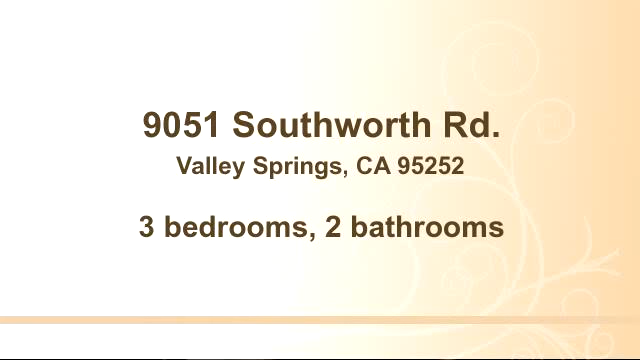 9051 Southworth Rd.
Valley Springs, CA 95252
3 bedrooms, 2 bathrooms